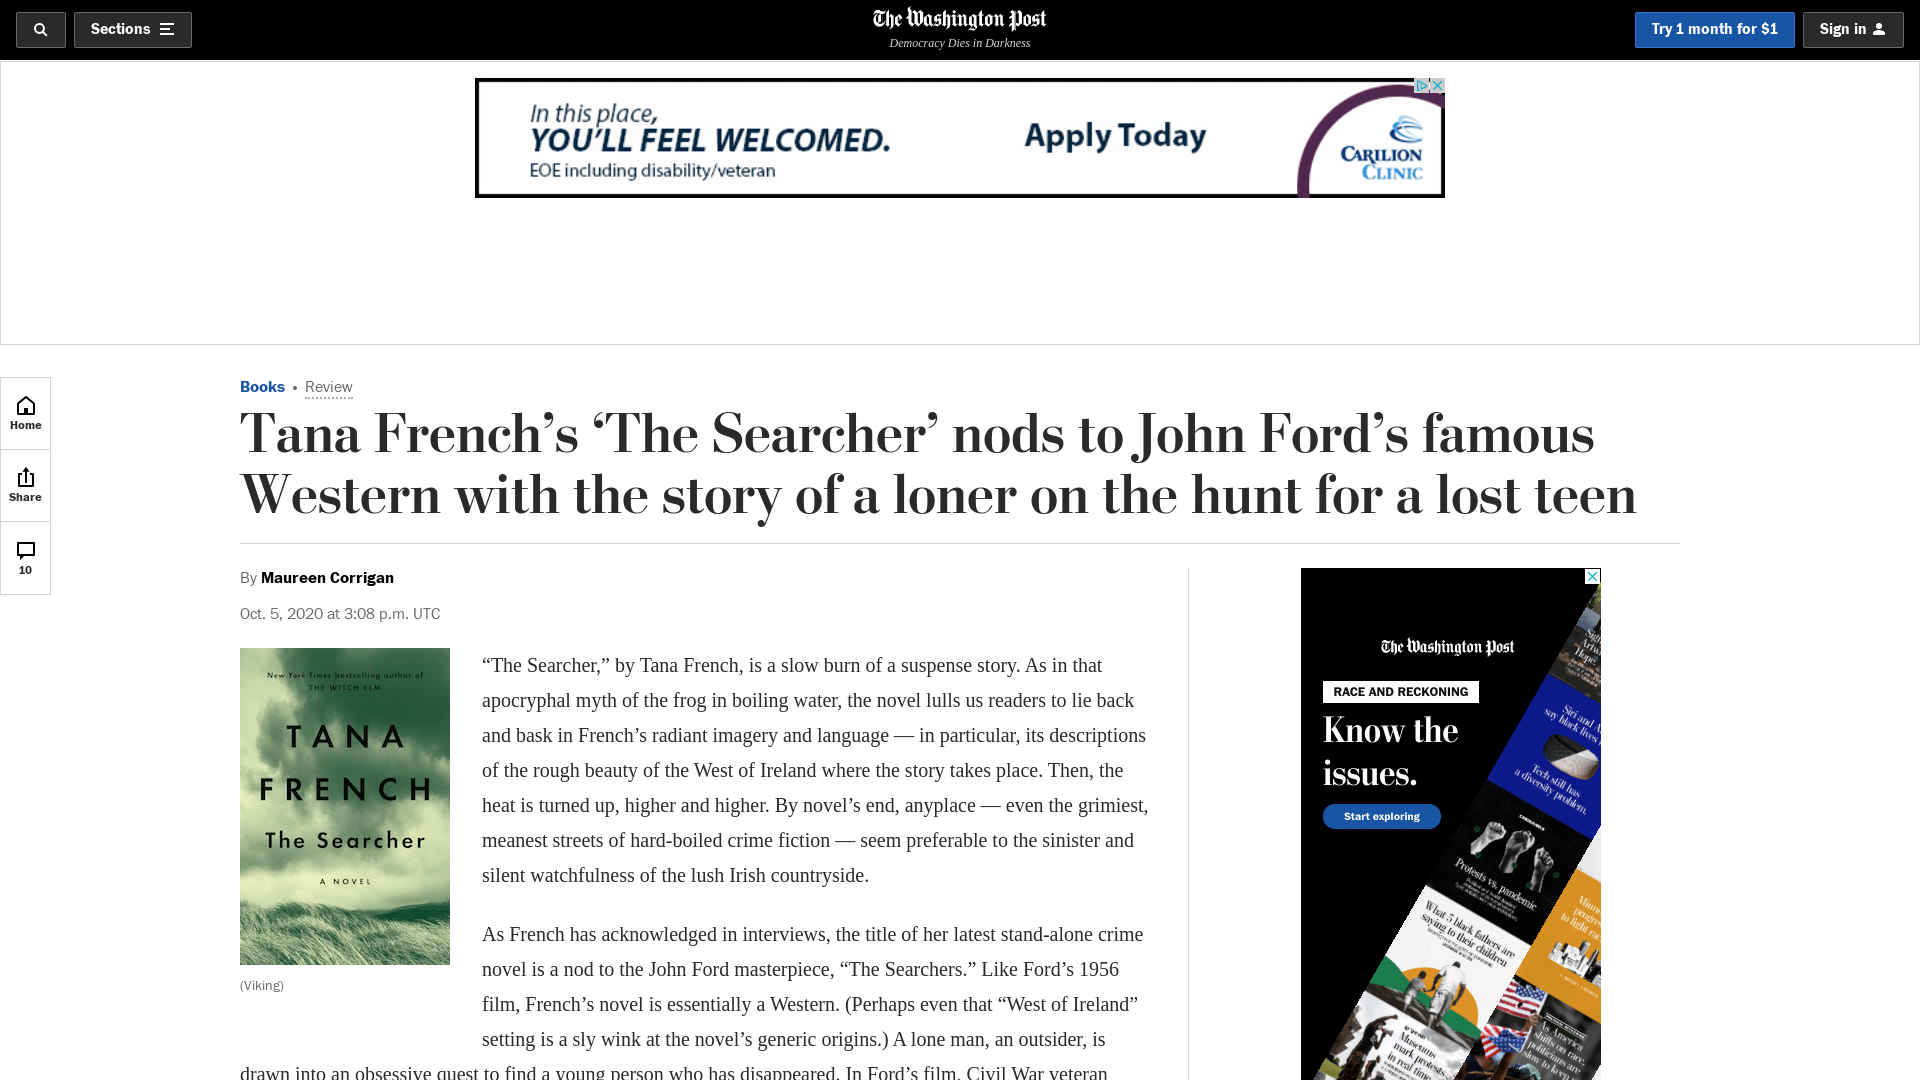 Sections
The Washington Post
Democracy Dies in Darkness
Try 1 month for $1
Sign in
In this place,
YOU'LL FEEL WELCOMED.
EOE including disability/veteran
Apply Today
CARILION
CLINIC
Home
Share
10
Books • Review
Tana French’s ‘The Searcher’ nods to John Ford’s famous
Western with the story of a loner on the hunt for a lost teen
By Maureen Corrigan
Oct. 5, 2020 at 3:08 p.m. UTC
New York Times bestselling author of
THE WITCH ELM
TANA
FRENCH
The Searcher
A NOVEL
(Viking)
“The Searcher,” by Tana French, is a slow burn of a suspense story. As in that
apocryphal myth of the frog in boiling water, the novel lulls us readers to lie back
and bask in French’s radiant imagery and language — in particular, its descriptions
of the rough beauty of the West of Ireland where the story takes place. Then, the
heat is turned up, higher and higher. By novel’s end, anyplace — even the grimiest,
meanest streets of hard-boiled crime fiction — seem preferable to the sinister and
silent watchfulness of the lush Irish countryside.
As French has acknowledged in interviews, the title of her latest stand-alone crime
novel is a nod to the John Ford masterpiece, “The Searchers.” Like Ford’s 1956
film, French’s novel is essentially a Western. (Perhaps even that “West of Ireland”
setting is a sly wink at the novel’s generic origins.) A lone man, an outsider, is
drawn into an obsessive quest to find a young person who has disappeared. In Ford’s film, Civil War veteran
The Washington Post
RACE AND RECKONING
Know the
issues.
Start exploring
Siri and
say black lives
Tech still has
a diversity problem.
Protests vs. pandemic
What 5 black fathers are
saying to their children
Museums
mark protests
in real time